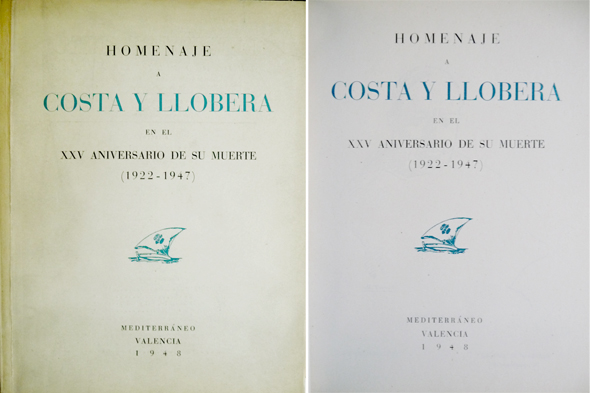 HOMENAJE
A
COSTA Y LLOBERA
EN EL
XXV ANIVERSARIO DE SU MUERTE
(1922-1947)
MEDITERRÁNEO
VALENCIA
1948
HOMENAJE
A
COSTA Y LLOBERA
EN EL
XXV ANIVERSARIO DE SU MUERTE
(1922-1947)
MEDITERRÁNEO
VALENCIA
1948